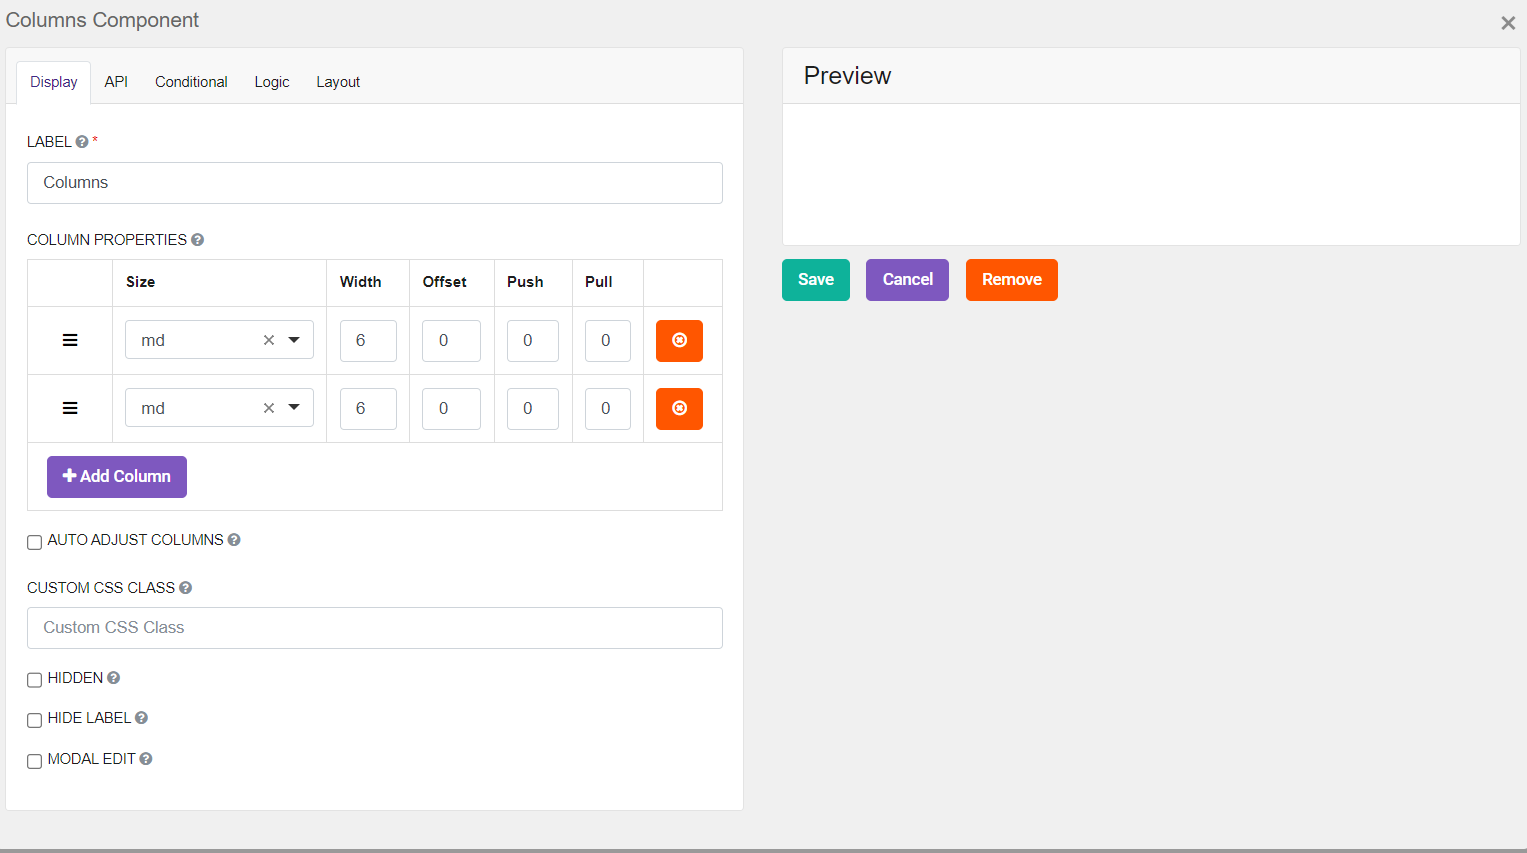 Columns Component
Display API Conditional Logic Layout
LABEL *
Columns
COLUMN PROPERTIES
Size Width Offset Push Pull
md 6 0 0 0
md 6 0 0 0
Add Column
AUTO ADJUST COLUMNS
CUSTOM CSS CLASS
Custom CSS Class
HIDDEN
HIDE LABEL
MODAL EDIT
Preview
Save Cancel Remove